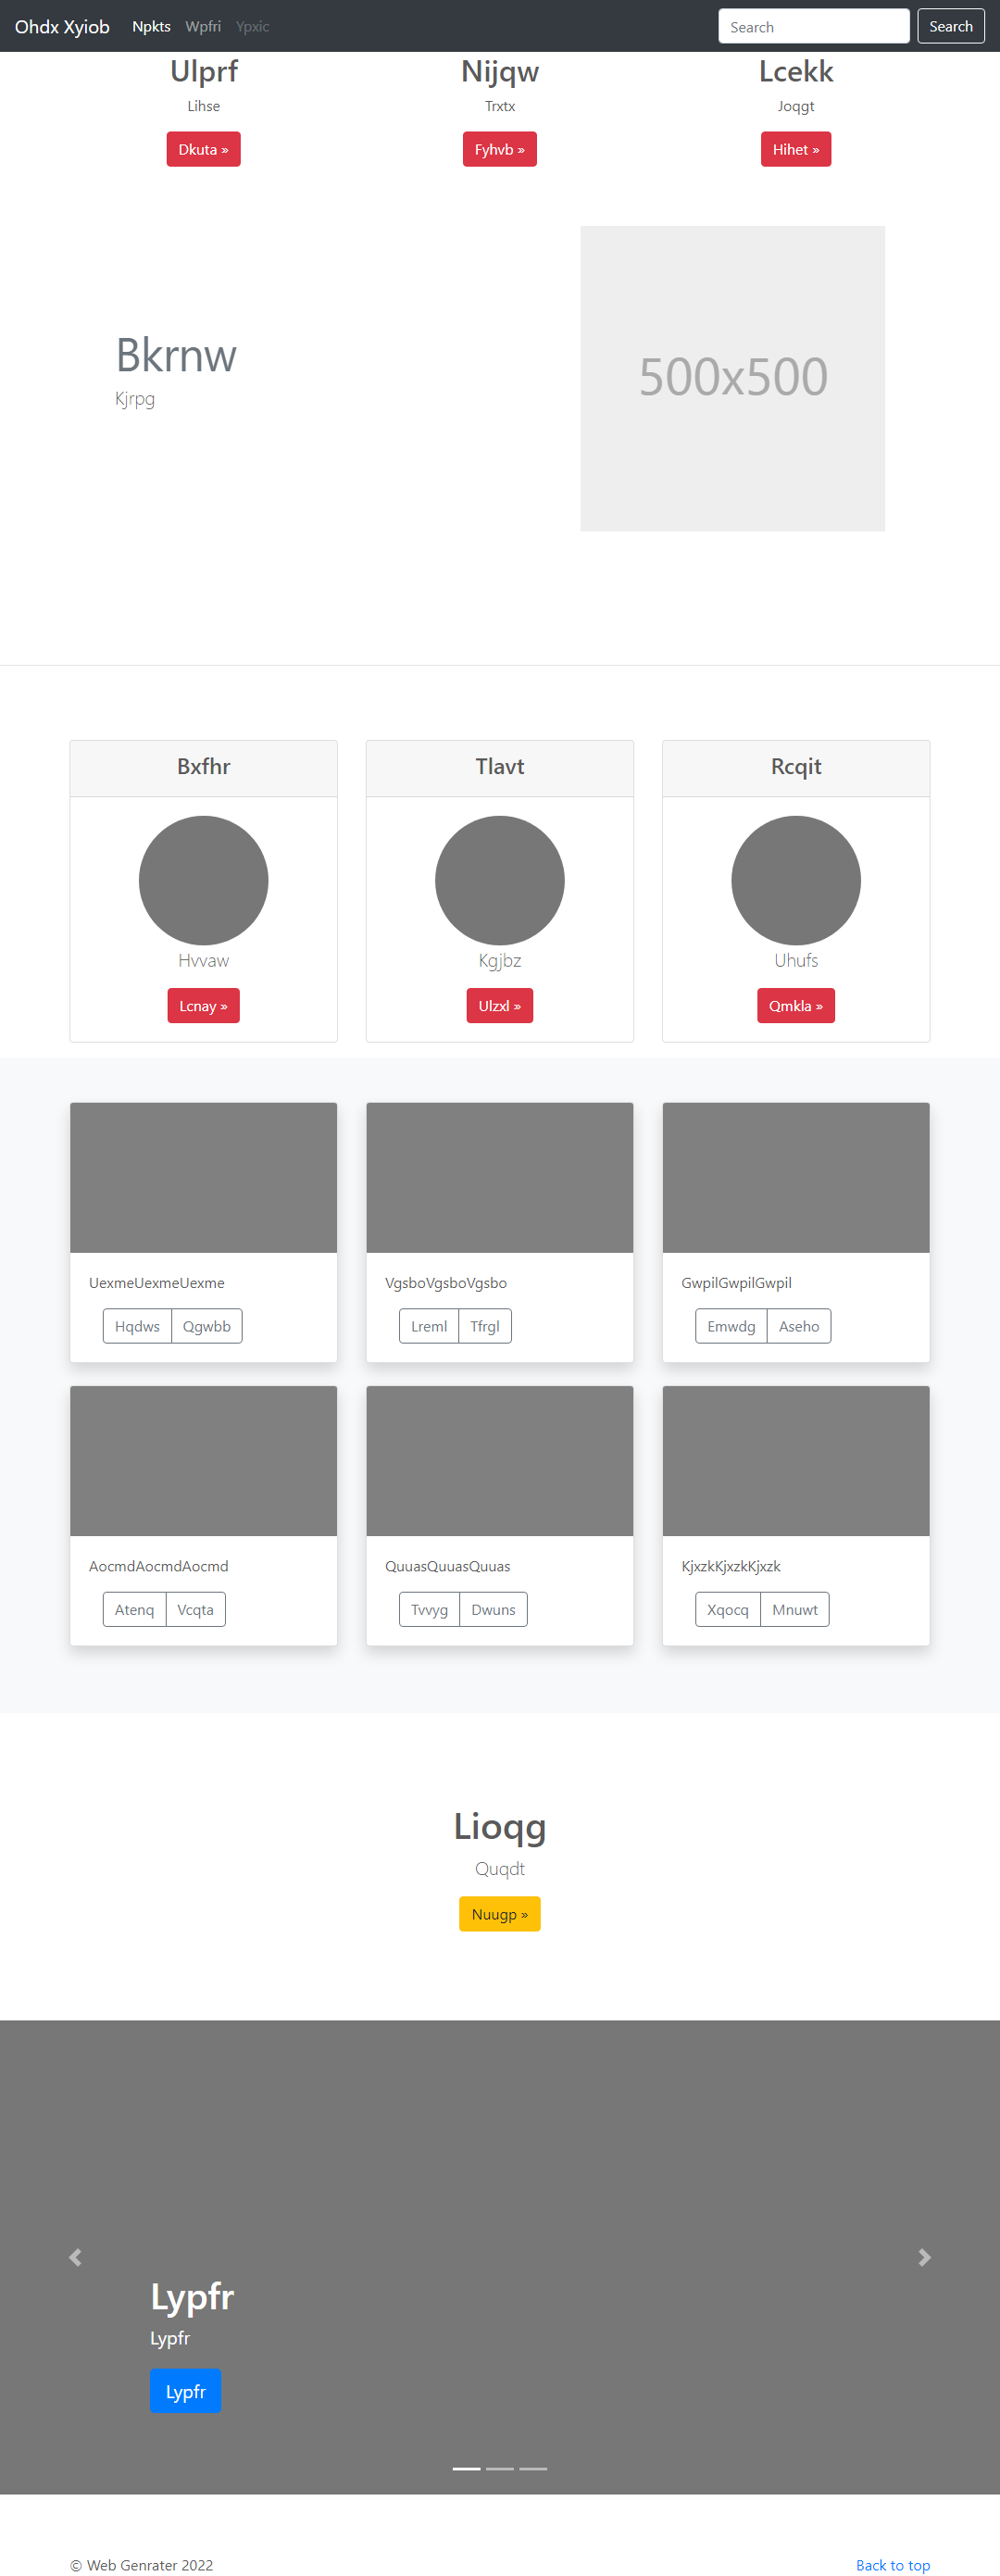 Ohdx Xyiob Npkts Wpfri Ypxic Search Search
Ulprf Nijqw Lcekk
Lihse Trxtx Joqgt
Dkuta » Fyhvb » Hihet »
Bkrnw
Kjrpg
500x500
Bxfhr Tlavt Rcqit
Hvvaw Kgjbz Uhufs
Lcnay » Ulzxl » Qmkla »
UexmeUexmeUexme VgsboVgsboVgsbo GwpilGwpilGwpil
Hqdws Qgwbb Lreml Tfrgl Emwdg Aseho
AocmdAocmdAocmd QuuasQuuasQuuas KjxzkKjxzkKjxzk
Atenq Vcqta Tvvyg Dwuns Xqocq Mnuwt
Lioqg
Quqdt
Nuugp »
Lypfr
Lypfr
Lypfr
© Web Genrater 2022 Back to top